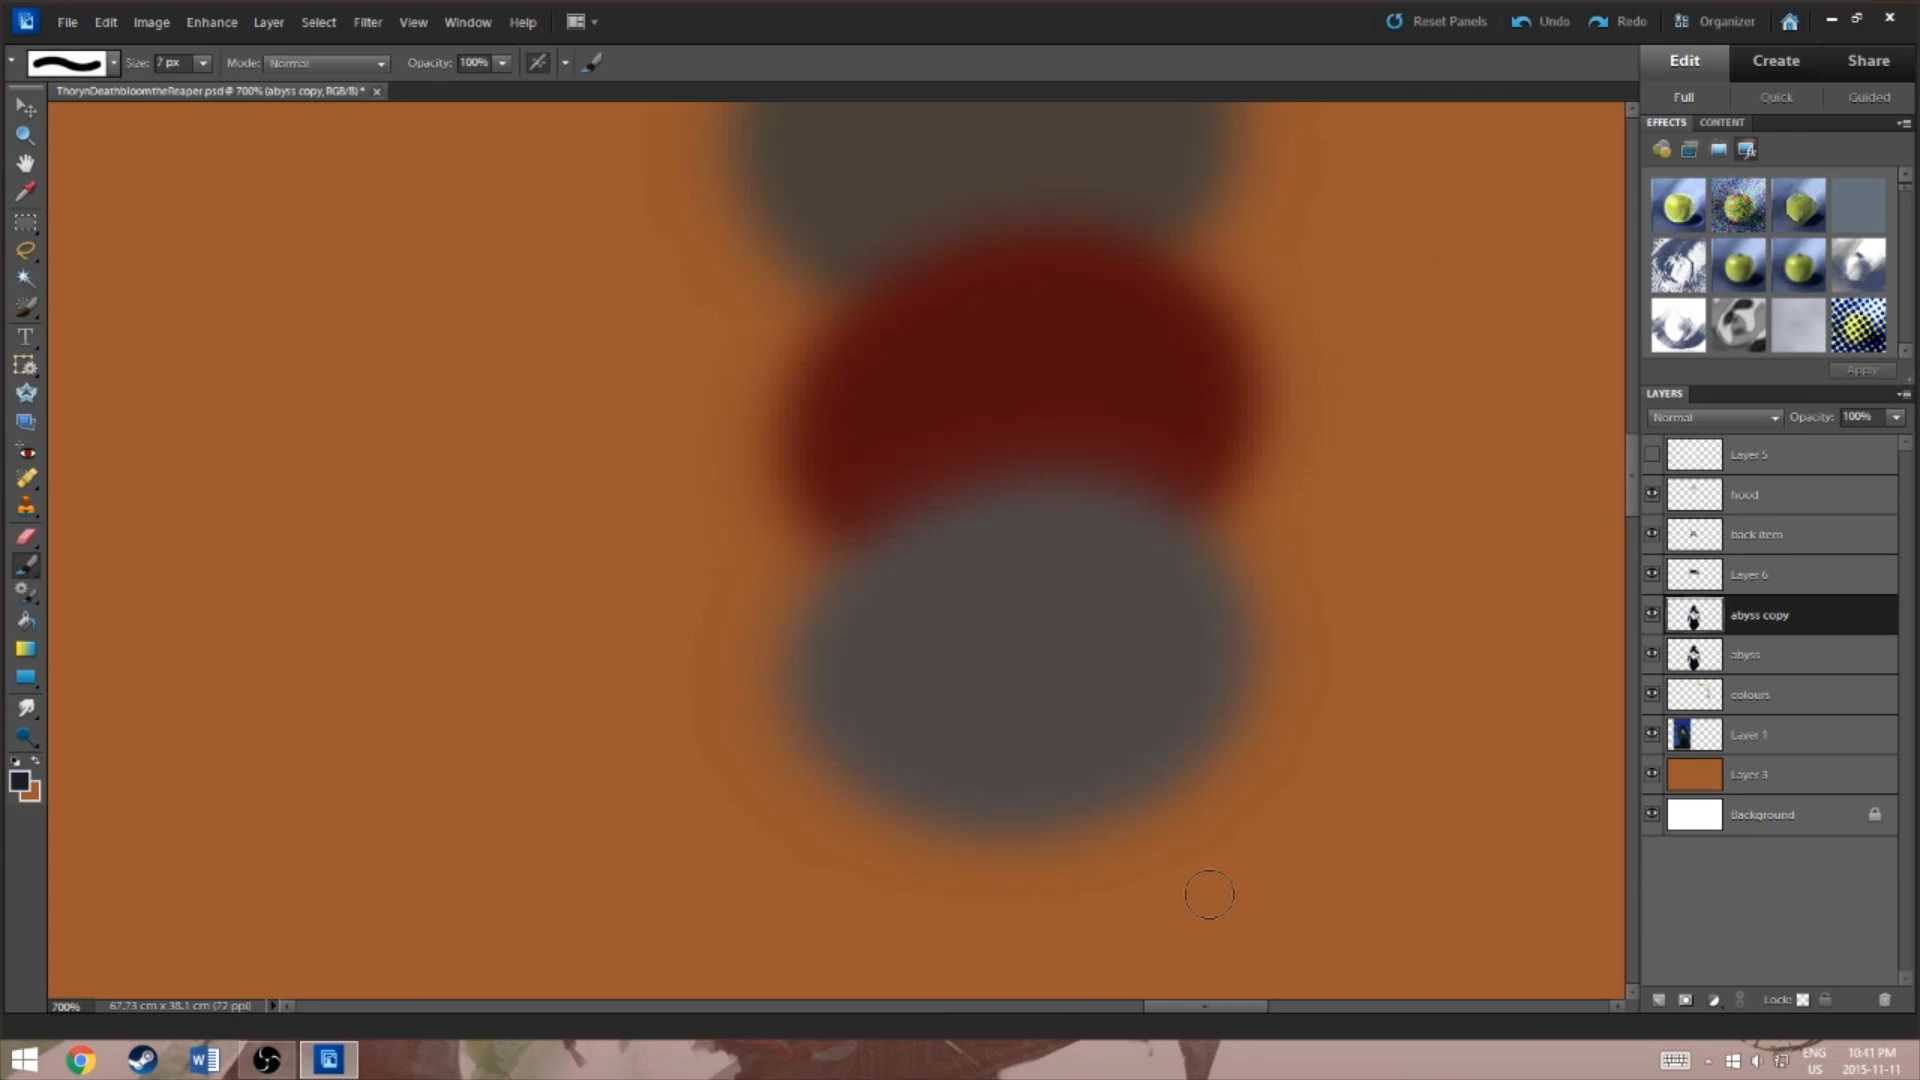 File Edit Image Enhance Layer Select Filter View Window Help Reset Panels Undo Redo Organizer
Size: 7 px Mode: Normal Opacity: 100%
Edit Create Share
ThorynDeathbloomtheReaper.psd @ 700% (abyss copy, RGB/8) *
Full Quick Guided
EFFECTS CONTENT
Apply
LAYERS
Normal Opacity: 100%
Layer 5
hood
back item
Layer 6
abyss copy
abyss
colours
Layer 1
Layer 3
Background
Lock:
700% 67.73 cm x 38.1 cm (72 ppi)
ENG 10:41 PM
US 2015-11-11